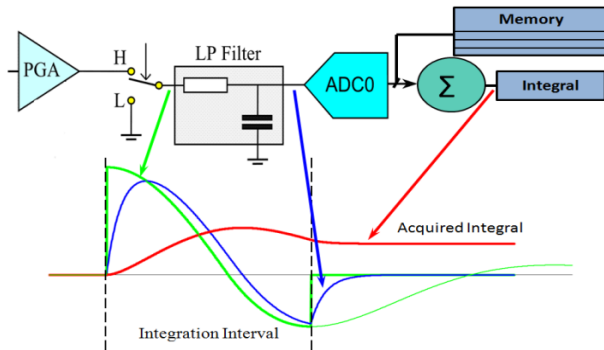 Memory
H
LP Filter
PGA
ADC0
Σ
Integral
L
Acquired Integral
Integration Interval